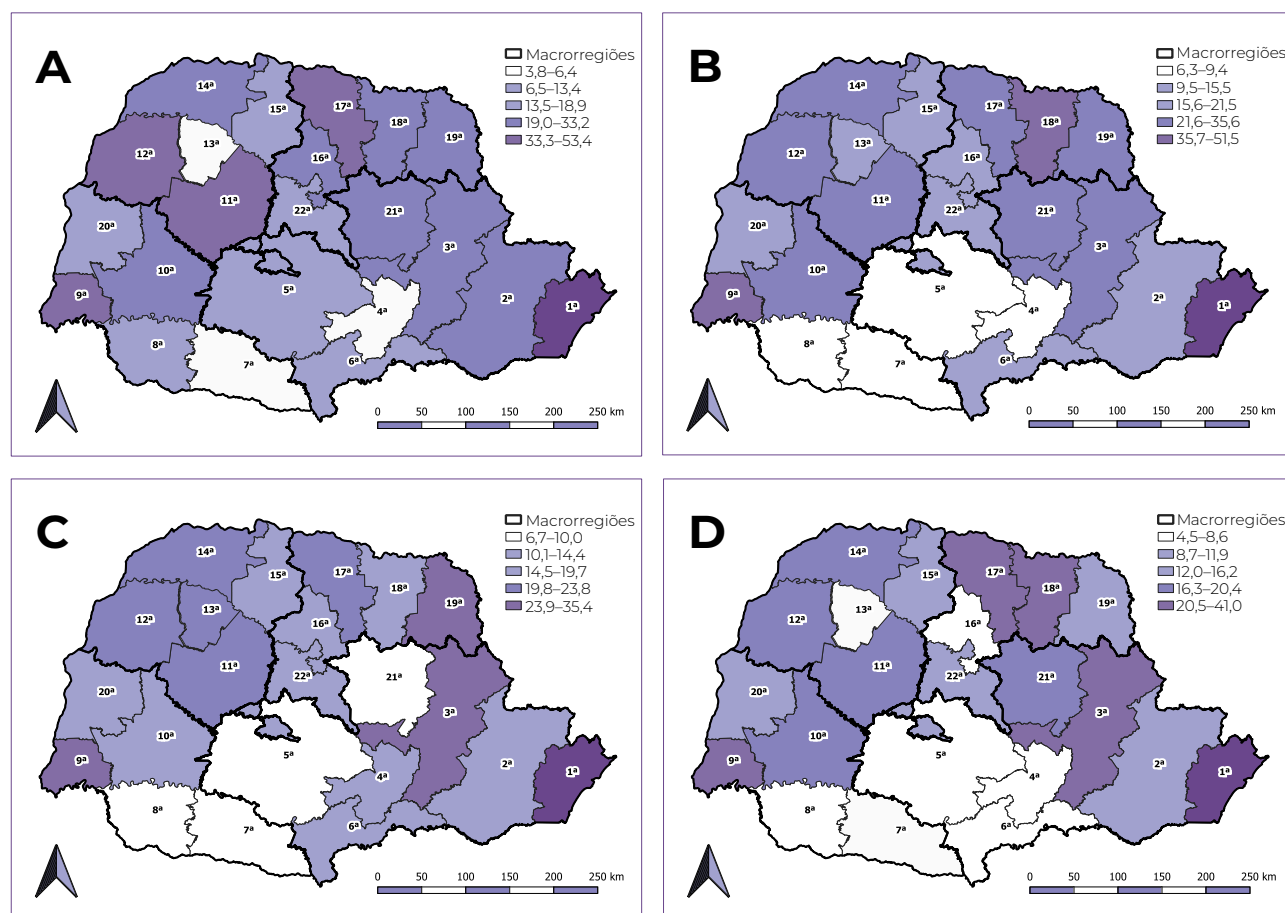 A
Macrorregiões
3,8–6,4
6,5–13,4
13,5–18,9
19,0–33,2
33,3–53,4
14ª
15ª
17ª
18ª
19ª
12ª
13ª
16ª
11ª
22ª
21ª
20ª
3ª
10ª
5ª
9ª
2ª
1ª
4ª
8ª
7ª
6ª
0 50 100 150 200 250 km
B
Macrorregiões
6,3–9,4
9,5–15,5
15,6–21,5
21,6–35,6
35,7–51,5
14ª
15ª
17ª
18ª
19ª
12ª
13ª
16ª
11ª
22ª
21ª
20ª
3ª
10ª
5ª
9ª
2ª
1ª
4ª
8ª
7ª
6ª
0 50 100 150 200 250 km
C
Macrorregiões
6,7–10,0
10,1–14,4
14,5–19,7
19,8–23,8
23,9–35,4
14ª
15ª
17ª
18ª
19ª
12ª
13ª
16ª
11ª
22ª
21ª
20ª
3ª
10ª
5ª
9ª
2ª
1ª
4ª
8ª
7ª
6ª
0 50 100 150 200 250 km
D
Macrorregiões
4,5–8,6
8,7–11,9
12,0–16,2
16,3–20,4
20,5–41,0
14ª
15ª
17ª
18ª
19ª
12ª
13ª
16ª
11ª
22ª
21ª
20ª
3ª
10ª
5ª
9ª
2ª
1ª
4ª
8ª
7ª
6ª
0 50 100 150 200 250 km